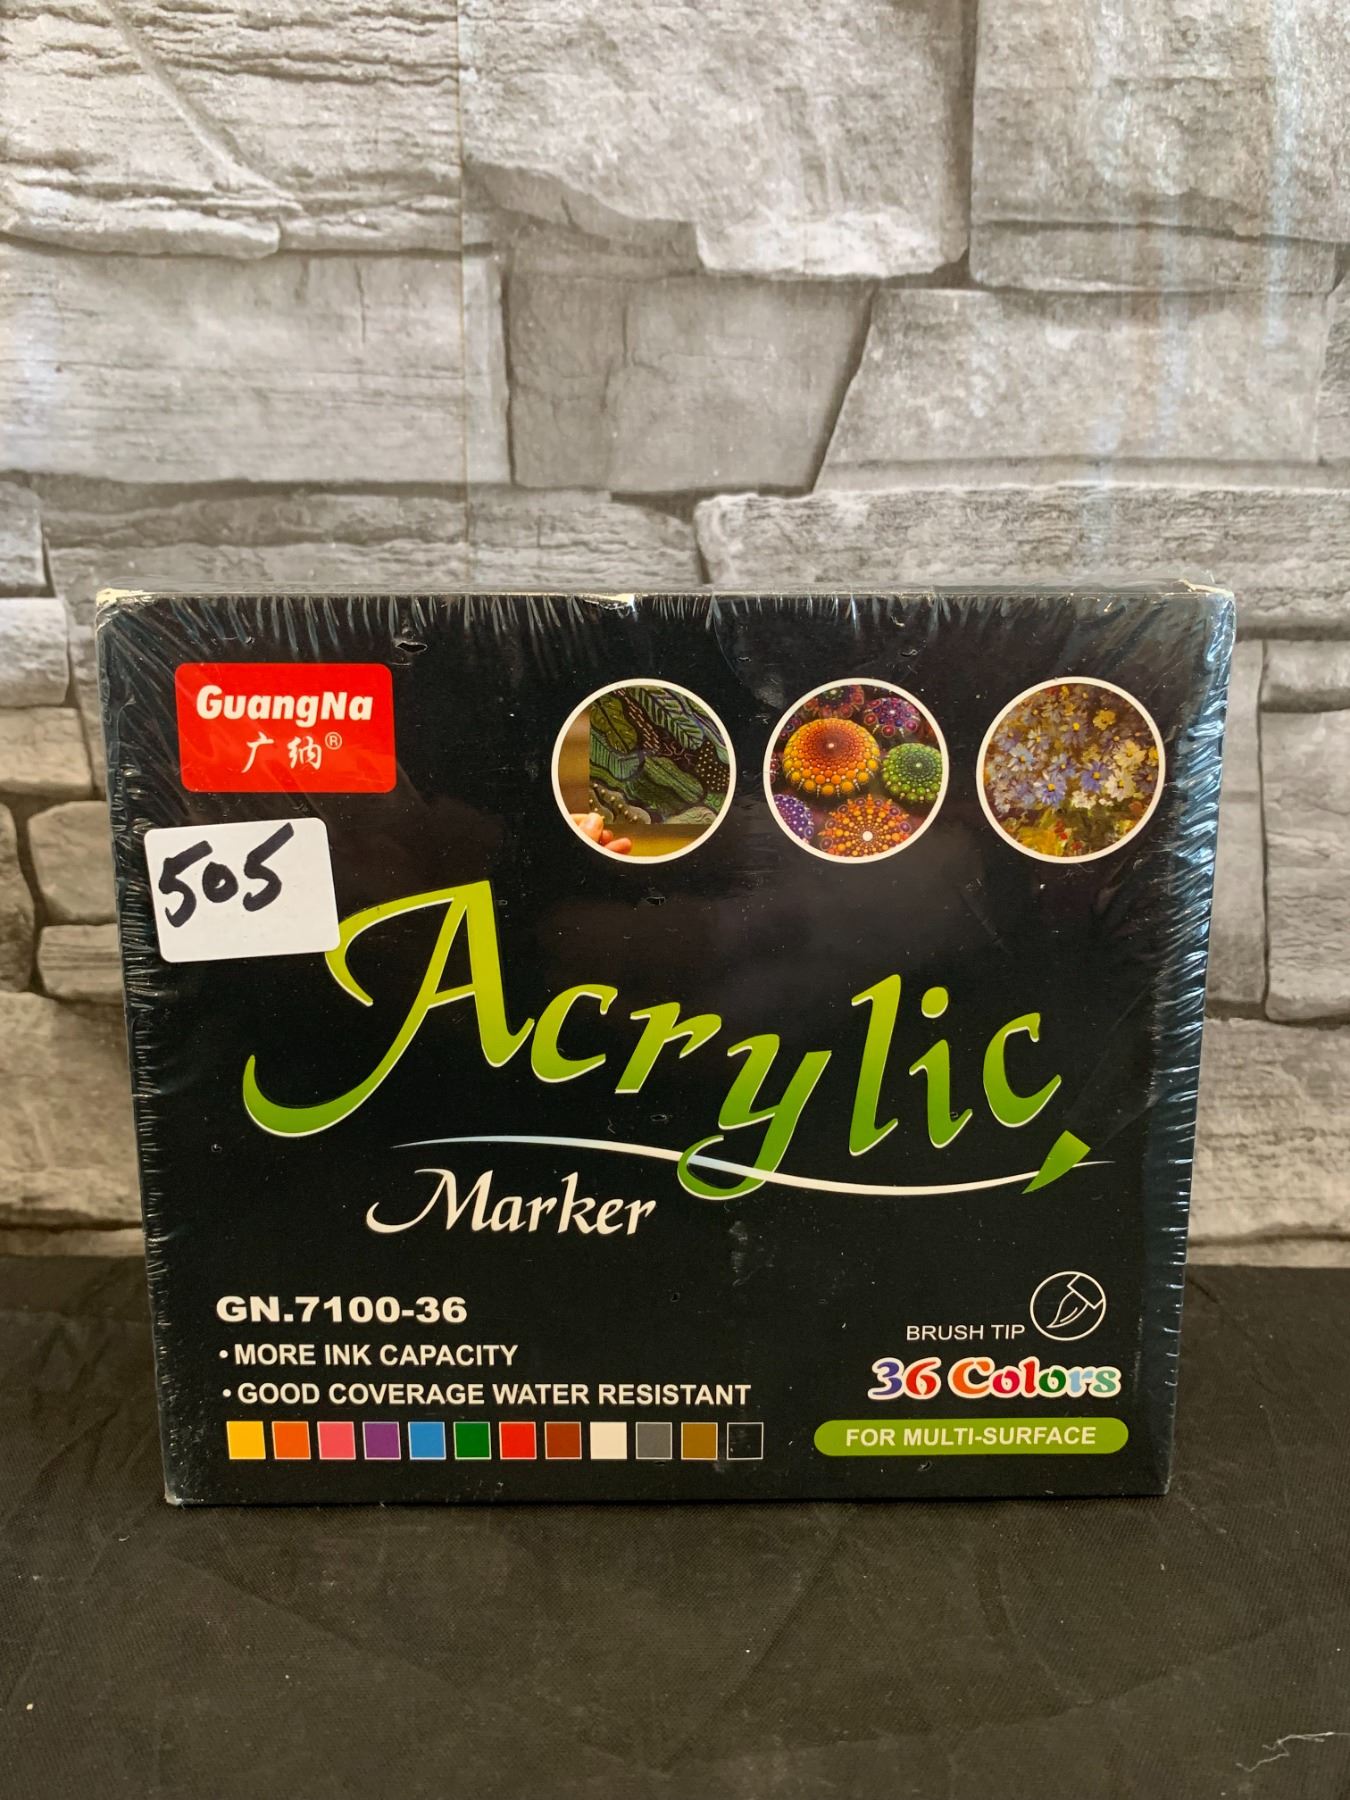 GuangNa
广纳®
505
Acrylic
Marker
GN.7100-36
• MORE INK CAPACITY
• GOOD COVERAGE WATER RESISTANT
BRUSH TIP
36 Colors
FOR MULTI-SURFACE